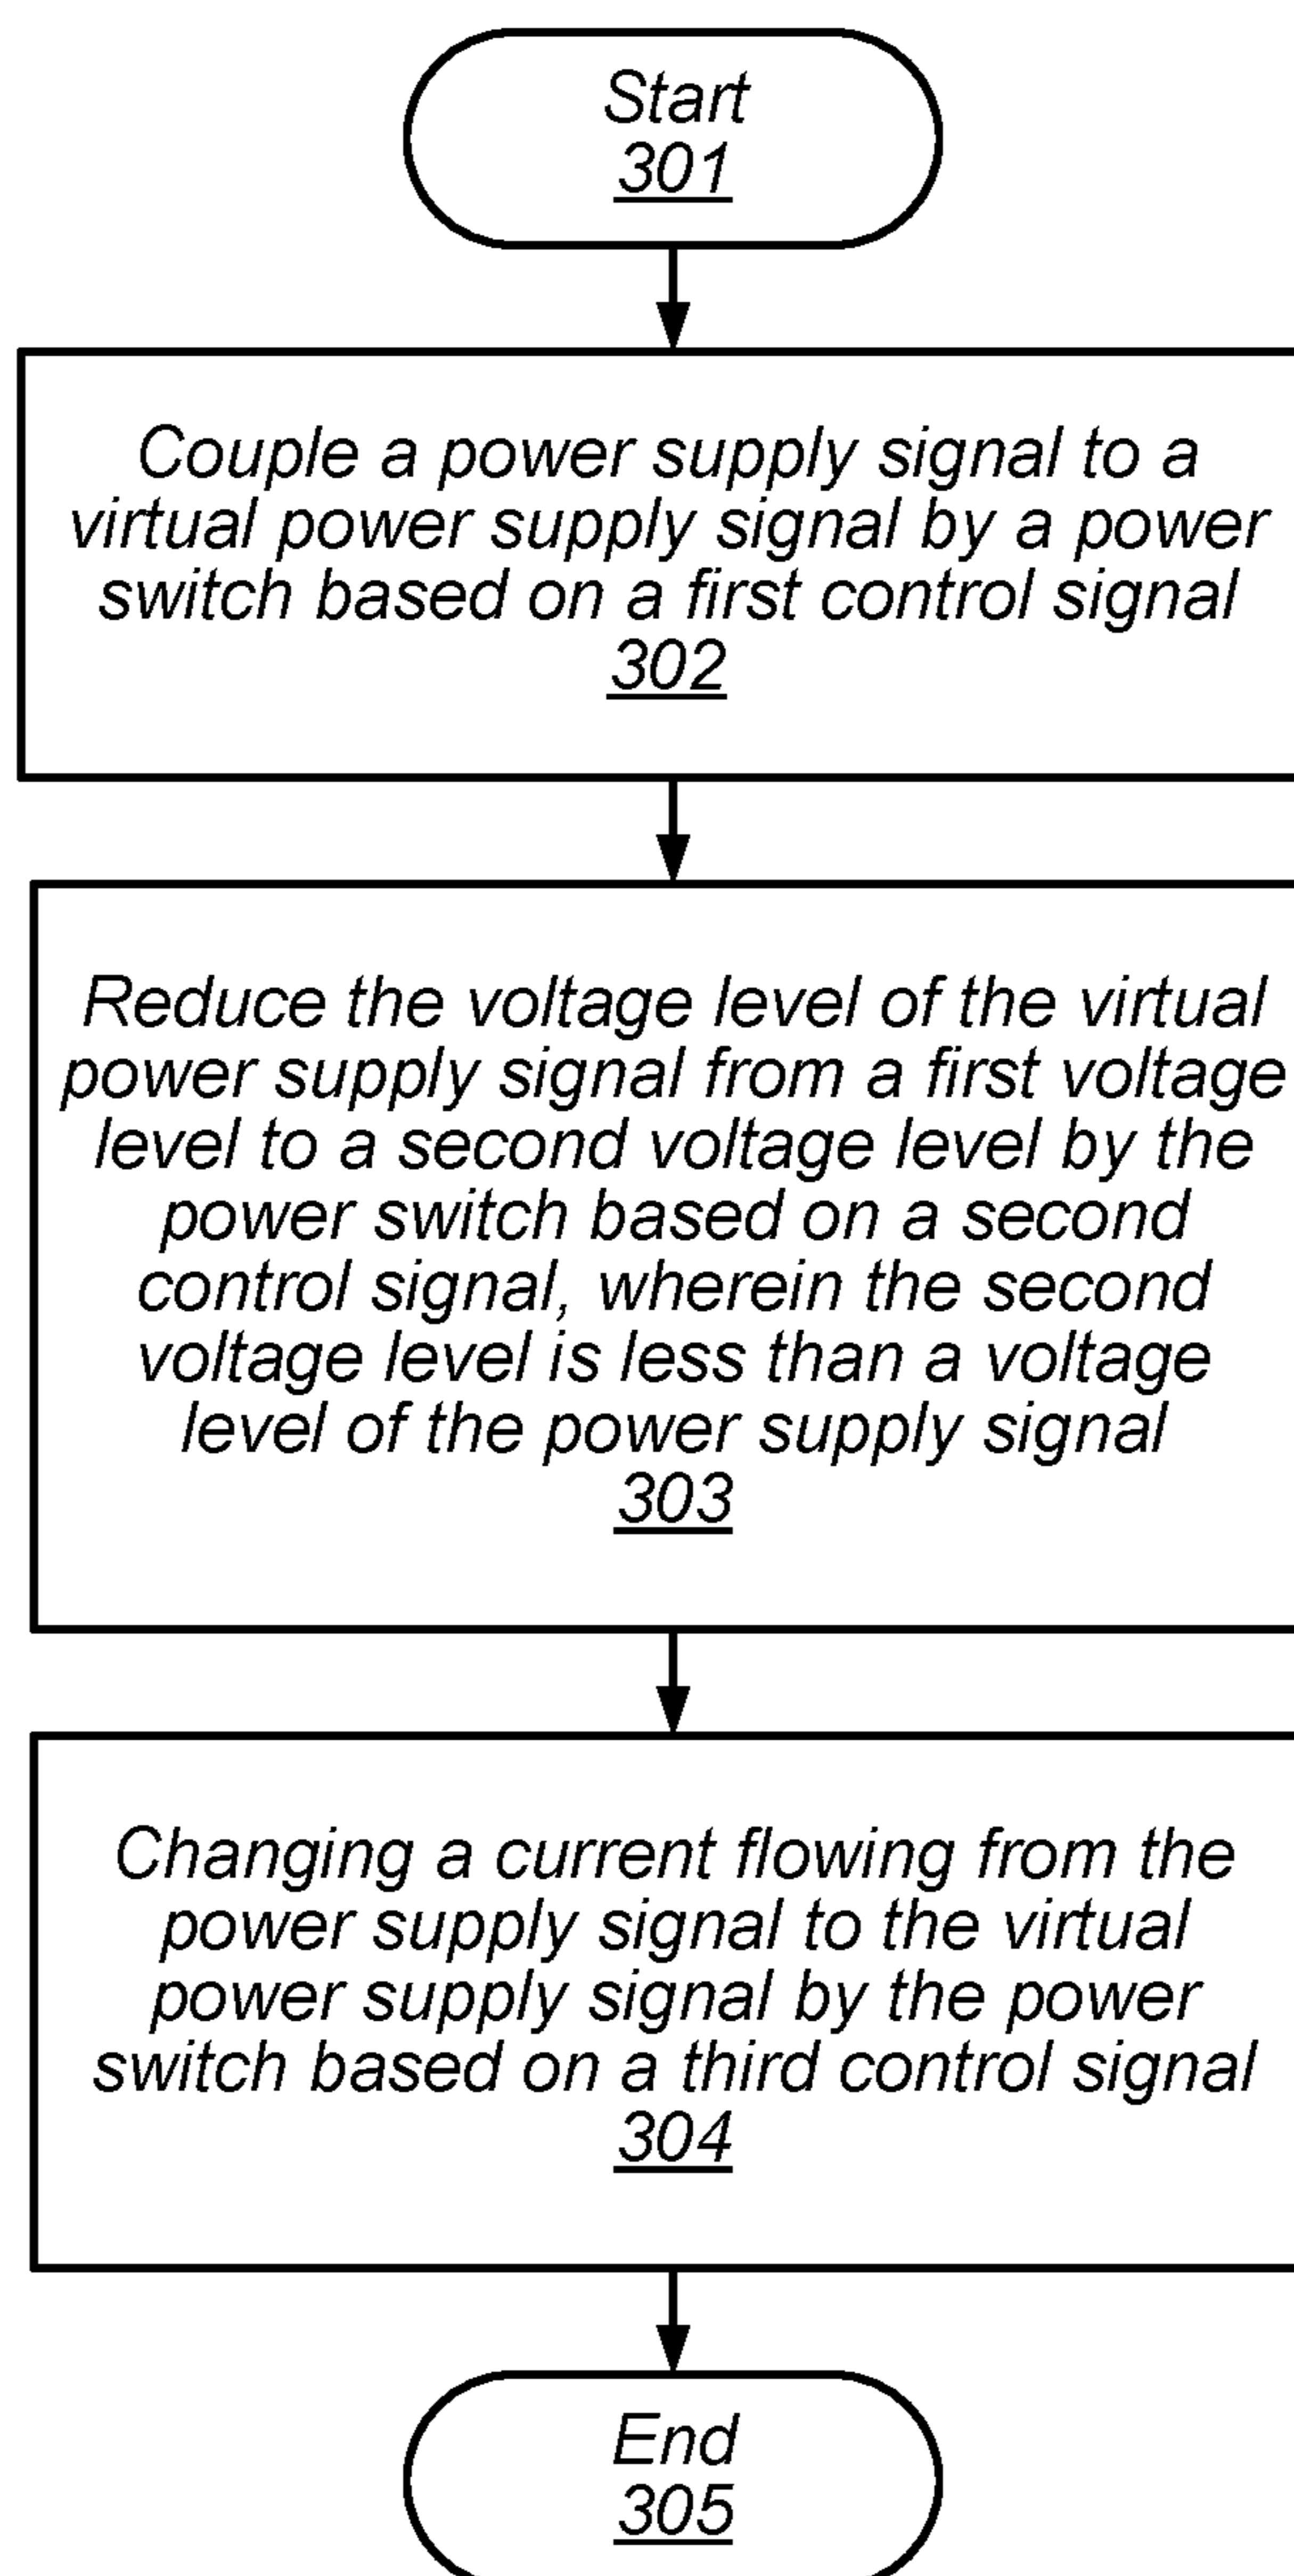 Start
301
Couple a power supply signal to a
virtual power supply signal by a power
switch based on a first control signal
302
Reduce the voltage level of the virtual
power supply signal from a first voltage
level to a second voltage level by the
power switch based on a second
control signal, wherein the second
voltage level is less than a voltage
level of the power supply signal
303
Changing a current flowing from the
power supply signal to the virtual
power supply signal by the power
switch based on a third control signal
304
End
305